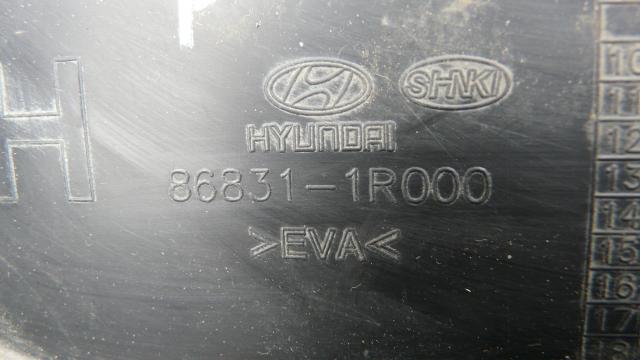 H
SHNKI
HYUNDAI
86831-1R000
>EVA<
10
11
12
13
14
15
16
17